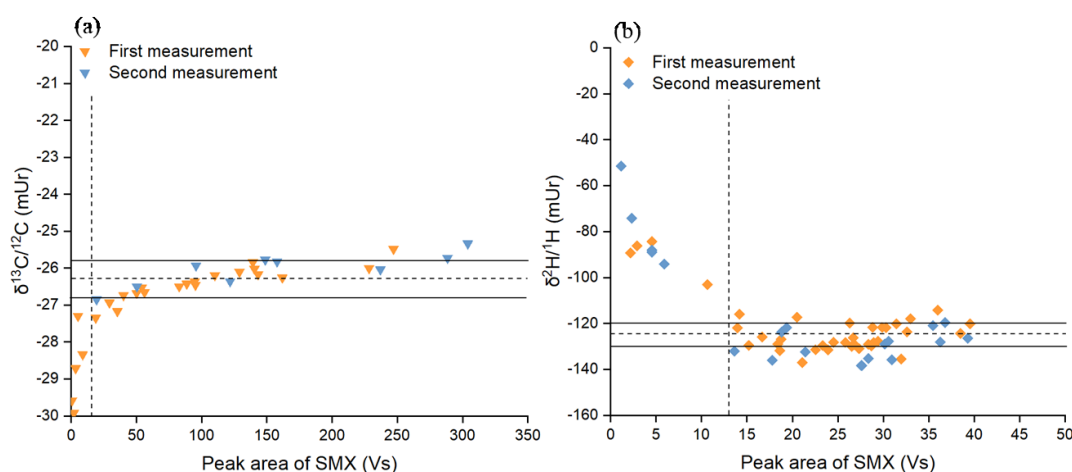 (a)
First measurement
Second measurement
δ¹³C/¹²C (mUr)
-20
-21
-22
-23
-24
-25
-26
-27
-28
-29
-30
0 50 100 150 200 250 300 350
Peak area of SMX (Vs)
(b)
First measurement
Second measurement
δ²H/¹H (mUr)
0
-20
-40
-60
-80
-100
-120
-140
-160
0 5 10 15 20 25 30 35 40 45 50
Peak area of SMX (Vs)